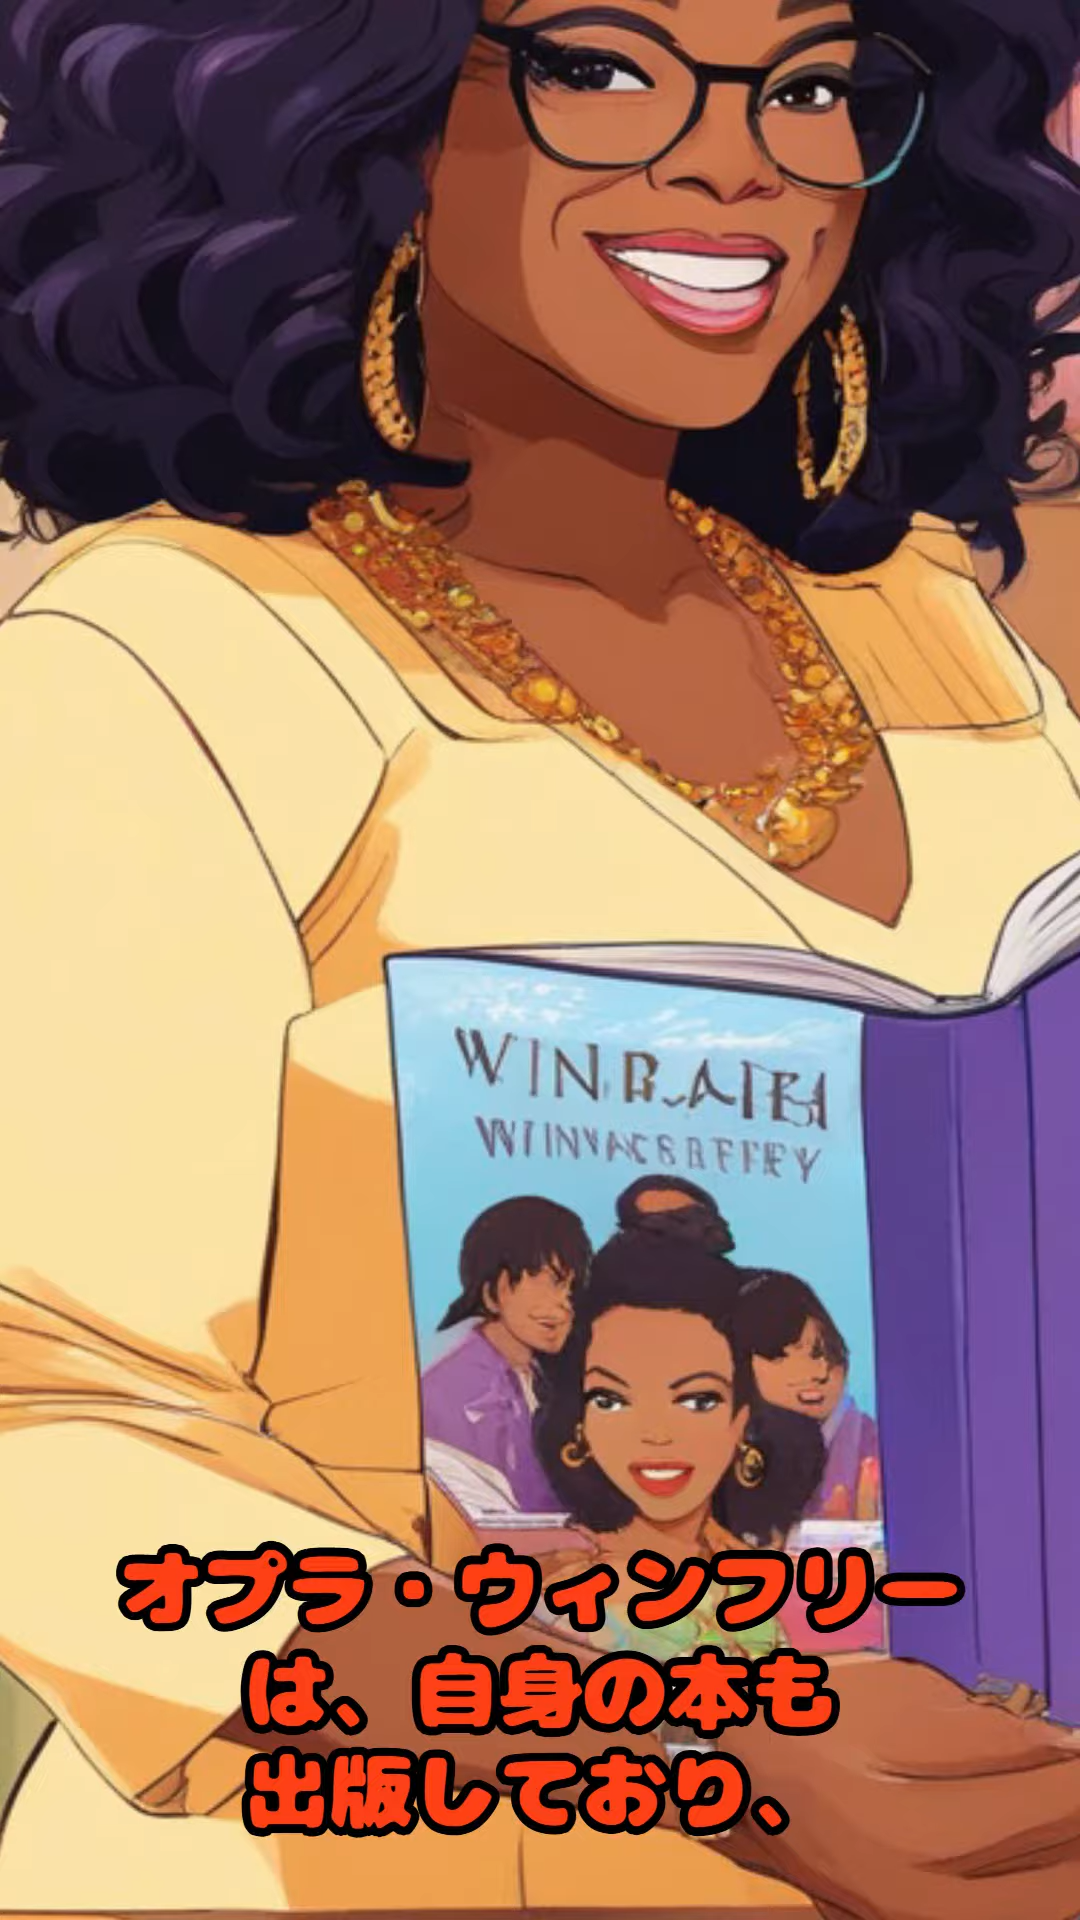 オプラ・ウィンフリー
は、自身の本も
出版しており、